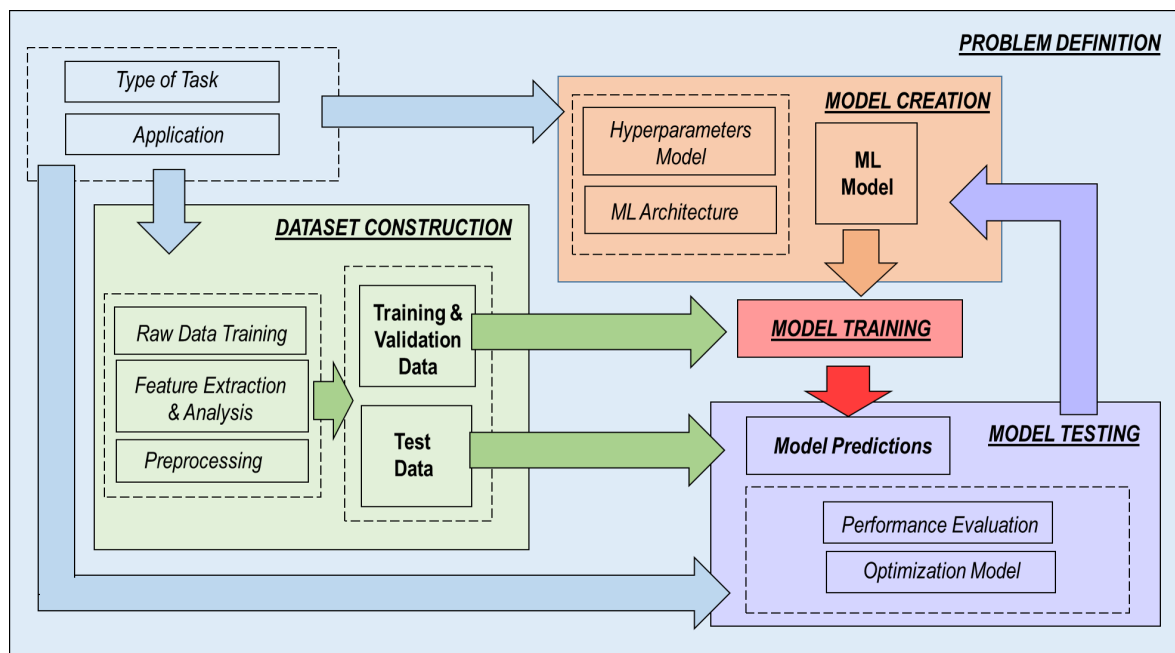 PROBLEM DEFINITION
Type of Task
Application
MODEL CREATION
Hyperparameters
Model
ML Architecture
ML
Model
DATASET CONSTRUCTION
Raw Data Training
Feature Extraction
& Analysis
Preprocessing
Training &
Validation
Data
Test
Data
MODEL TRAINING
MODEL TESTING
Model Predictions
Performance Evaluation
Optimization Model